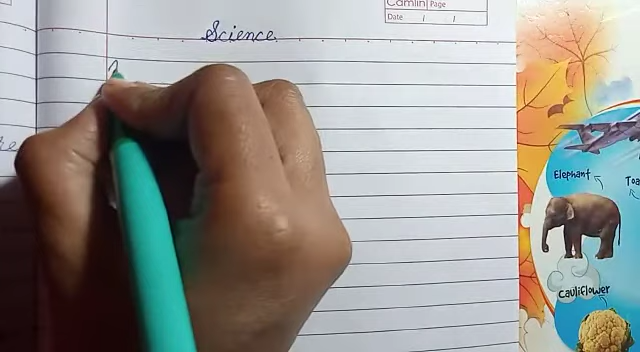 Camlin Page
Date / /
Science
Elephant
Cauliflower